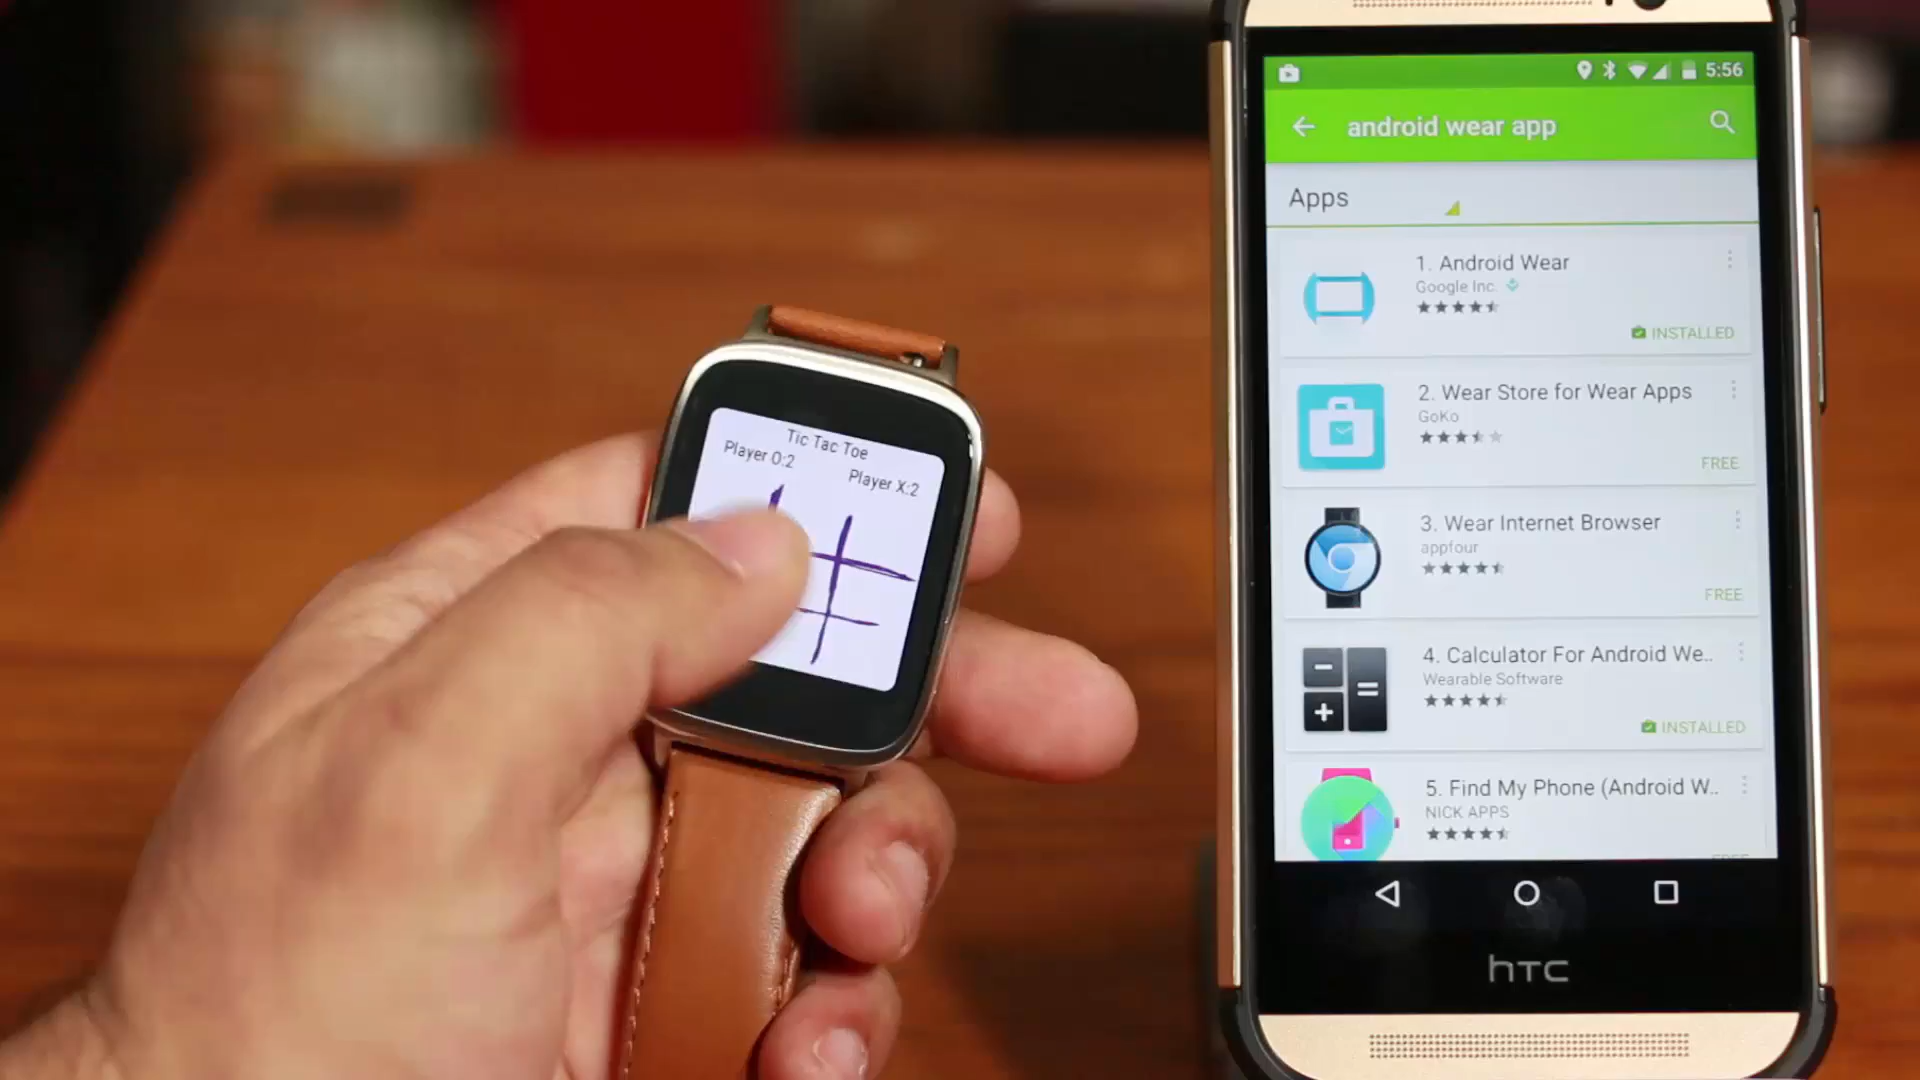 Tic Tac Toe
Player O:2
Player X:2
5:56
android wear app
Apps
1. Android Wear
Google Inc.
INSTALLED
2. Wear Store for Wear Apps
GoKo
FREE
3. Wear Internet Browser
appfour
FREE
4. Calculator For Android We..
Wearable Software
INSTALLED
5. Find My Phone (Android W..
NICK APPS
FREE
hTC